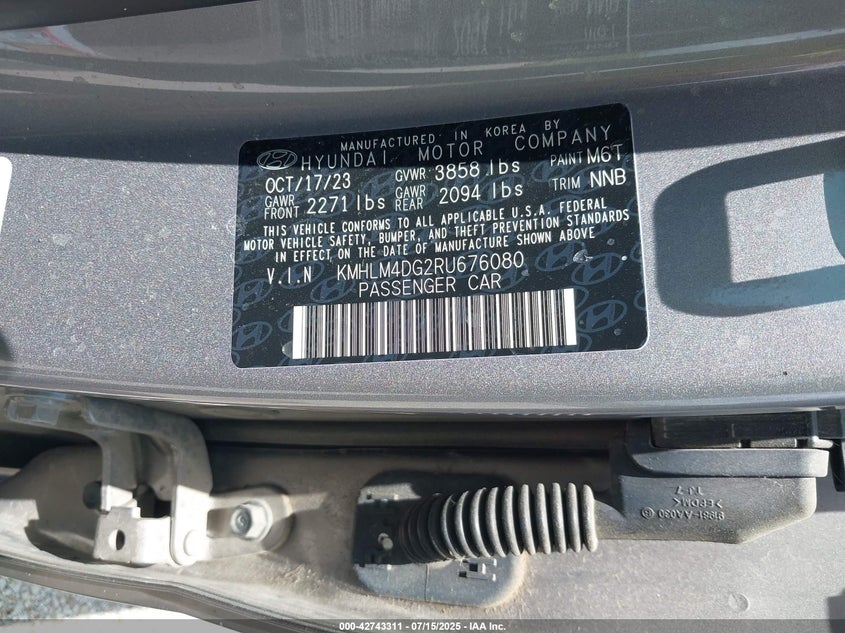 MANUFACTURED IN KOREA BY
HYUNDAI MOTOR COMPANY
OCT/17/23 GVWR 3858 lbs PAINT M6T
GAWR FRONT 2271 lbs GAWR REAR 2094 lbs TRIM NNB
THIS VEHICLE CONFORMS TO ALL APPLICABLE U.S.A. FEDERAL
MOTOR VEHICLE SAFETY, BUMPER, AND THEFT PREVENTION STANDARDS
IN EFFECT ON THE DATE OF MANUFACTURE SHOWN ABOVE
V.I.N KMHLM4DG2RU676080
PASSENGER CAR
91981-AA030
>EPDM<
000-42743311 / 07/15/2025 - IAA Inc.